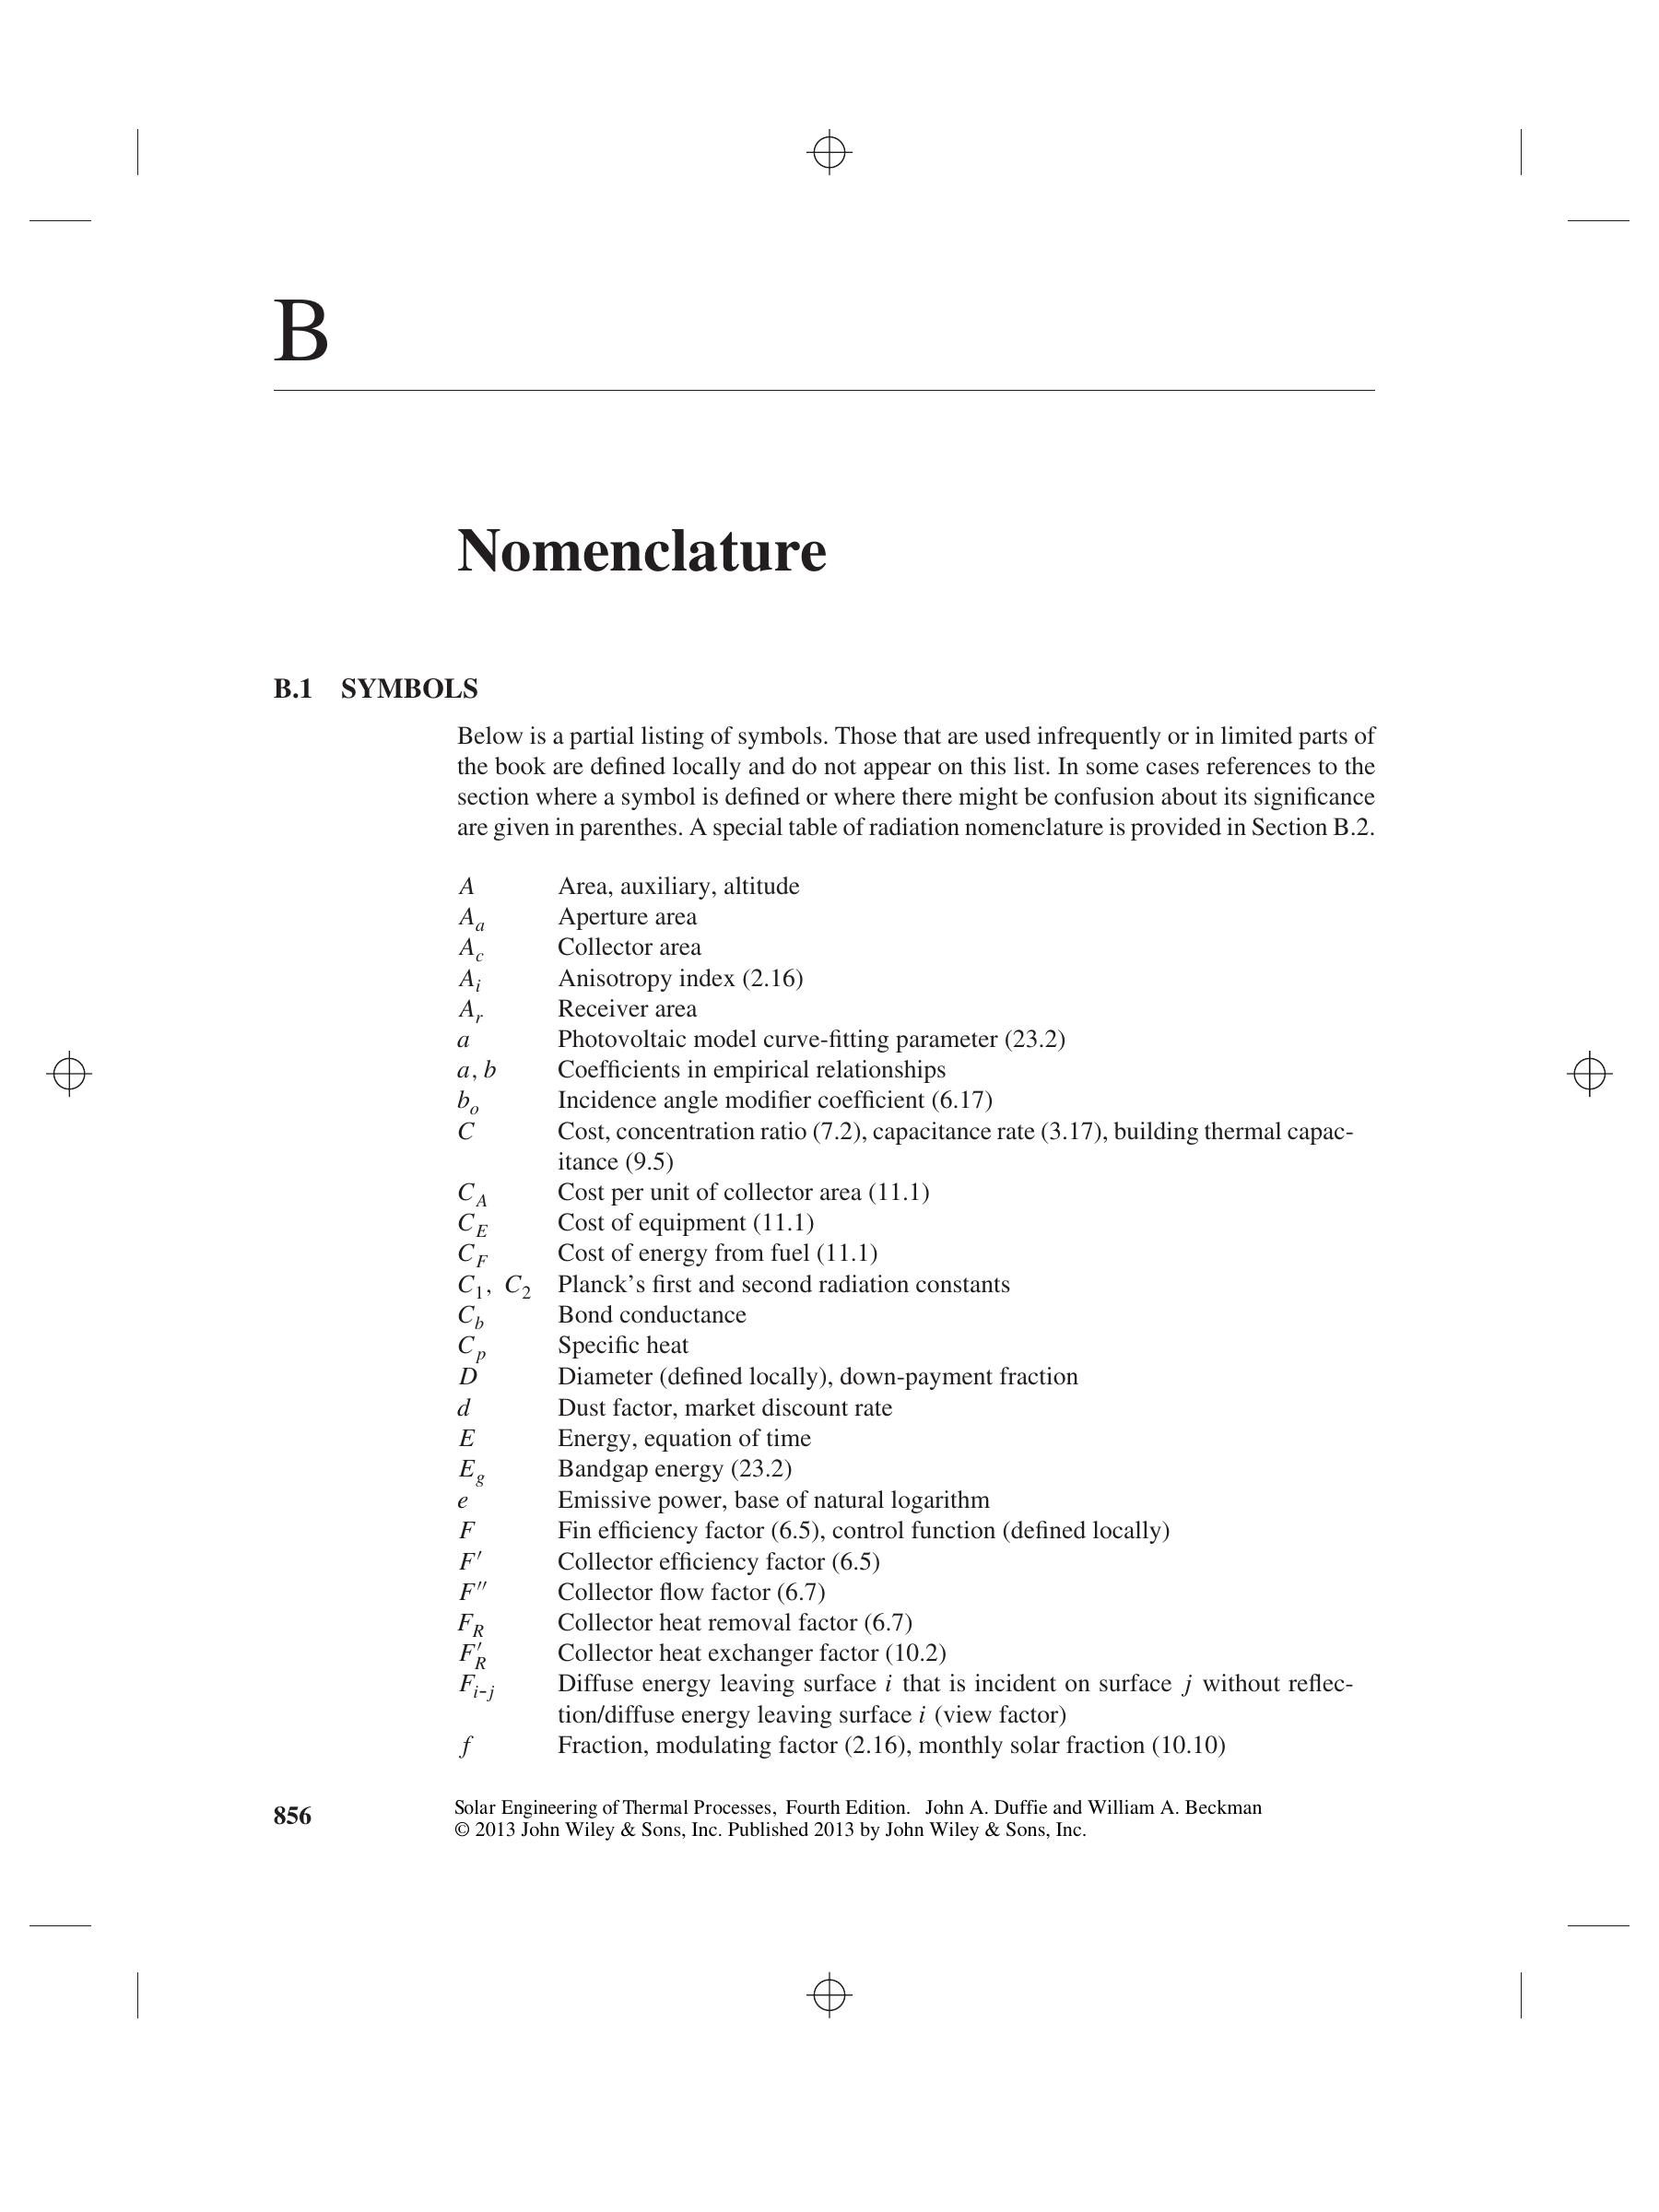 B
Nomenclature
B.1 SYMBOLS
Below is a partial listing of symbols. Those that are used infrequently or in limited parts of
the book are defined locally and do not appear on this list. In some cases references to the
section where a symbol is defined or where there might be confusion about its significance
are given in parenthes. A special table of radiation nomenclature is provided in Section B.2.
A Area, auxiliary, altitude
A_a Aperture area
A_c Collector area
A_i Anisotropy index (2.16)
A_r Receiver area
a Photovoltaic model curve-fitting parameter (23.2)
a, b Coefficients in empirical relationships
b_o Incidence angle modifier coefficient (6.17)
C Cost, concentration ratio (7.2), capacitance rate (3.17), building thermal capac-
itance (9.5)
C_A Cost per unit of collector area (11.1)
C_E Cost of equipment (11.1)
C_F Cost of energy from fuel (11.1)
C_1, C_2 Planck’s first and second radiation constants
C_b Bond conductance
C_p Specific heat
D Diameter (defined locally), down-payment fraction
d Dust factor, market discount rate
E Energy, equation of time
E_g Bandgap energy (23.2)
e Emissive power, base of natural logarithm
F Fin efficiency factor (6.5), control function (defined locally)
F′ Collector efficiency factor (6.5)
F″ Collector flow factor (6.7)
F_R Collector heat removal factor (6.7)
F′_R Collector heat exchanger factor (10.2)
F_i-j Diffuse energy leaving surface i that is incident on surface j without reflec-
tion/diffuse energy leaving surface i (view factor)
f Fraction, modulating factor (2.16), monthly solar fraction (10.10)
856 Solar Engineering of Thermal Processes, Fourth Edition. John A. Duffie and William A. Beckman
© 2013 John Wiley & Sons, Inc. Published 2013 by John Wiley & Sons, Inc.